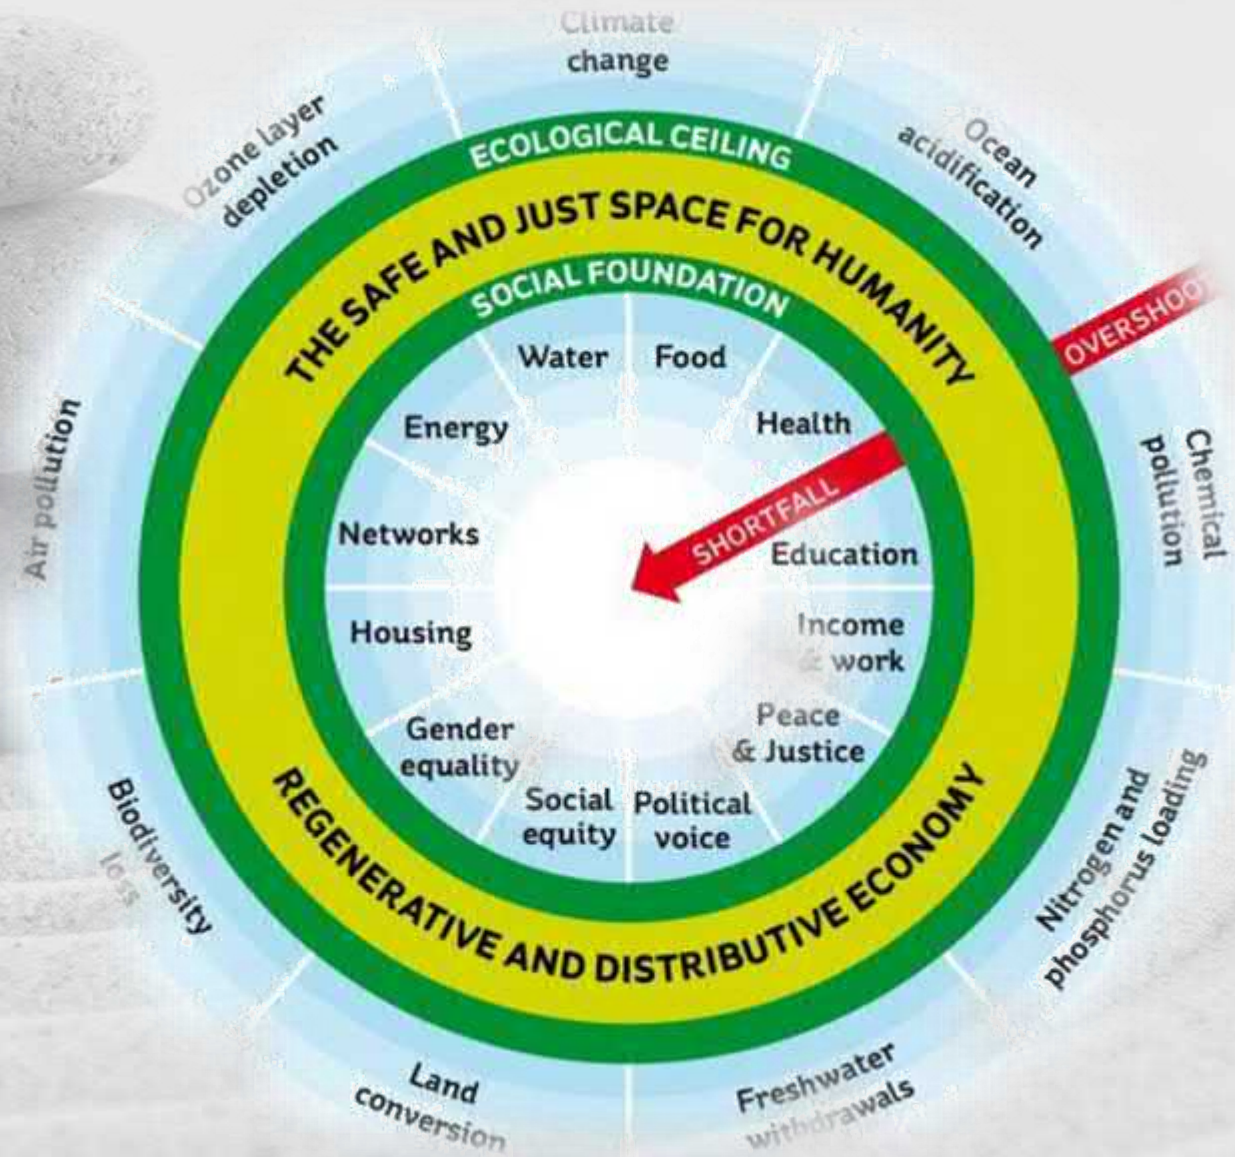 Climate
change
Ocean
acidification
OVERSHOOT
Chemical
pollution
Nitrogen and
phosphorus loading
Freshwater
withdrawals
Land
conversion
Biodiversity
loss
Air pollution
Ozone layer
depletion
ECOLOGICAL CEILING
THE SAFE AND JUST SPACE FOR HUMANITY
SOCIAL FOUNDATION
Water
Food
Health
SHORTFALL
Education
Income
& work
Peace
& Justice
Political
voice
Social
equity
Gender
equality
Housing
Networks
Energy
REGENERATIVE AND DISTRIBUTIVE ECONOMY